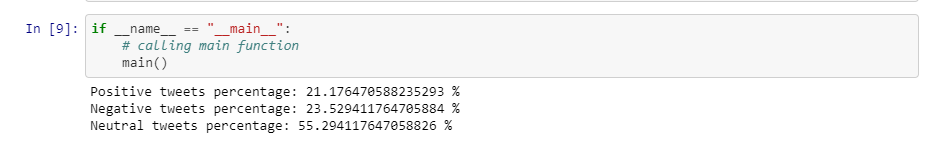 In [9]: if __name__ == "__main__":
# calling main function
main()
Positive tweets percentage: 21.176470588235293 %
Negative tweets percentage: 23.529411764705884 %
Neutral tweets percentage: 55.294117647058826 %